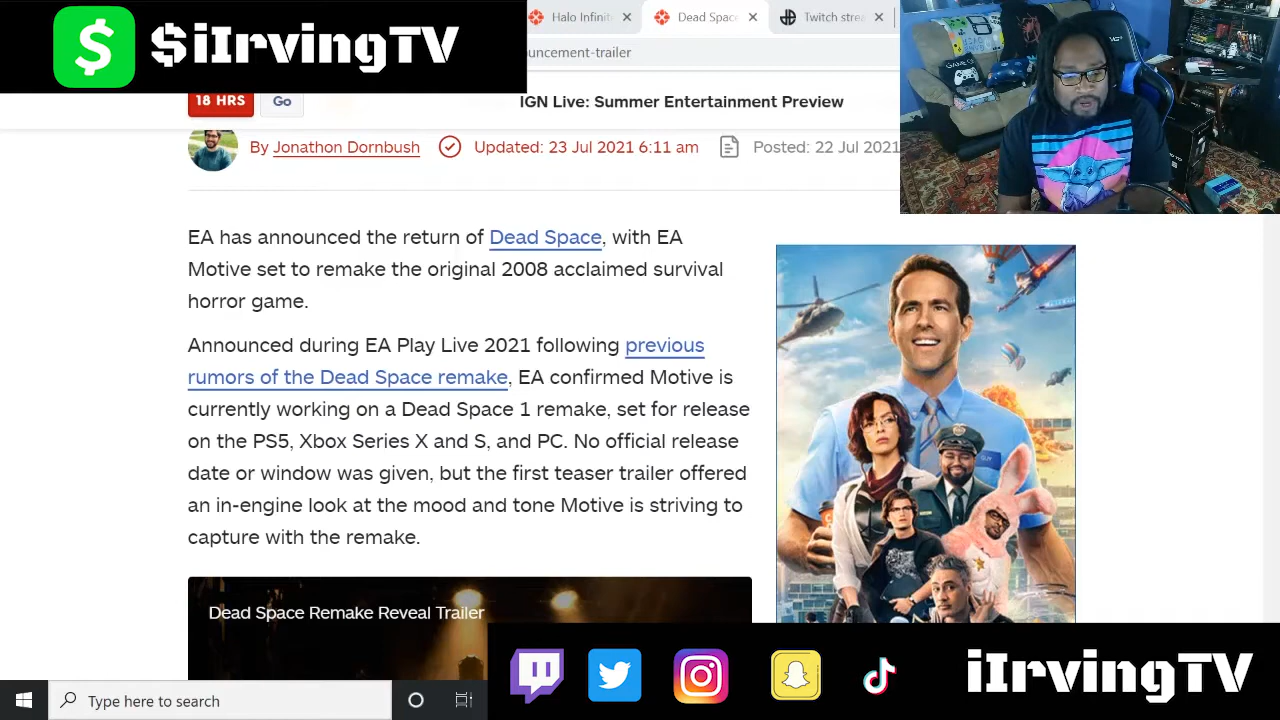 $iIrvingTV
Halo Infinit
Dead Space
Twitch strea
uncement-trailer
18 HRS
Go
IGN Live: Summer Entertainment Preview
By Jonathon Dornbush
Updated: 23 Jul 2021 6:11 am
Posted: 22 Jul 2021
EA has announced the return of Dead Space, with EA
Motive set to remake the original 2008 acclaimed survival
horror game.
Announced during EA Play Live 2021 following previous
rumors of the Dead Space remake, EA confirmed Motive is
currently working on a Dead Space 1 remake, set for release
on the PS5, Xbox Series X and S, and PC. No official release
date or window was given, but the first teaser trailer offered
an in-engine look at the mood and tone Motive is striving to
capture with the remake.
GUY
Dead Space Remake Reveal Trailer
iIrvingTV
Type here to search